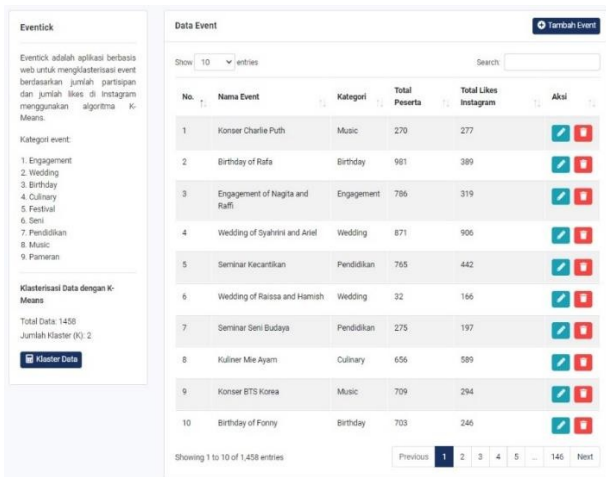 Eventick
Eventick adalah aplikasi berbasis
web untuk mengklasterisasi event
berdasarkan jumlah partisipan
dan jumlah likes di Instagram
menggunakan algoritma K-
Means.
Kategori event:
1. Engagement
2. Wedding
3. Birthday
4. Culinary
5. Festival
6. Seni
7. Pendidikan
8. Music
9. Pameran
Klasterisasi Data dengan K-
Means
Total Data: 1458
Jumlah Klaster (K): 2
Klaster Data
Data Event
Tambah Event
Show 10 entries Search:
No. Nama Event Kategori Total Peserta Total Likes Instagram Aksi
1 Konser Charlie Puth Music 270 277
2 Birthday of Rafa Birthday 981 389
3 Engagement of Nagita and Engagement 786 319
Raffi
4 Wedding of Syahrini and Ariel Wedding 871 906
5 Seminar Kecantikan Pendidikan 765 442
6 Wedding of Raissa and Hamish Wedding 32 166
7 Seminar Seni Budaya Pendidikan 275 197
8 Kuliner Mie Ayam Culinary 656 589
9 Konser BTS Korea Music 709 294
10 Birthday of Fonny Birthday 703 246
Showing 1 to 10 of 1,458 entries Previous 1 2 3 4 5 ... 146 Next